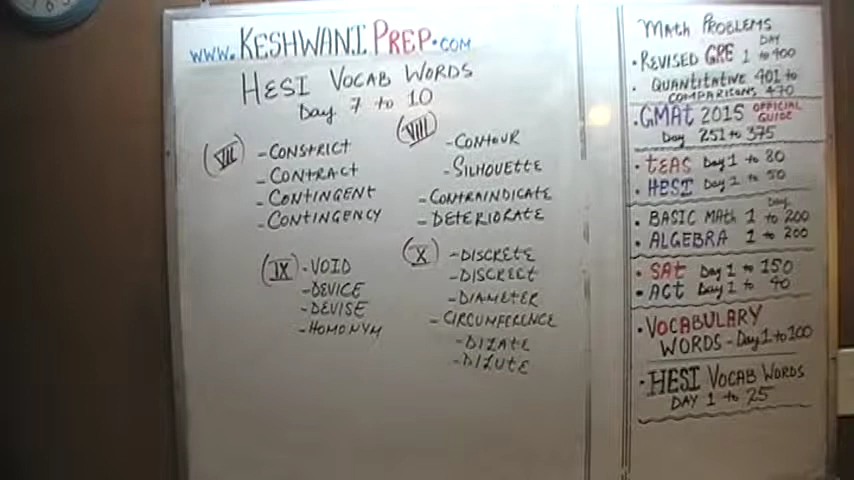 www.KESHWANIPREP.COM
HESI VOCAB WORDS
Day 7 to 10
(VII)
- CONSTRICT
- CONTRACT
- CONTINGENT
- CONTINGENCY
(VIII)
- CONTOUR
- SILHOUETTE
- CONTRAINDICATE
- DETERIORATE
(IX)
- VOID
- DEVICE
- DEVISE
- HOMONYM
(X)
- DISCRETE
- DISCREET
- DIAMETER
- CIRCUMFERENCE
- DILATE
- DILUTE
Math PROBLEMS
DAY
• REVISED GRE 1 to 400
• QUANTITATIVE 401 to
COMPARISONS 470
• GMAt 2015 OFFICIAL GUIDE
Day 251 to 375
• tEAS Day 1 to 80
• HESI Day 1 to 50
Day
• BASIC Math 1 to 200
• ALGEBRA 1 to 200
• SAt Day 1 to 150
• ACt Day 1 to 40
• VOCABULARY
WORDS - Day 1 to 100
• HESI VOCAB WORDS
DAY 1 to 25